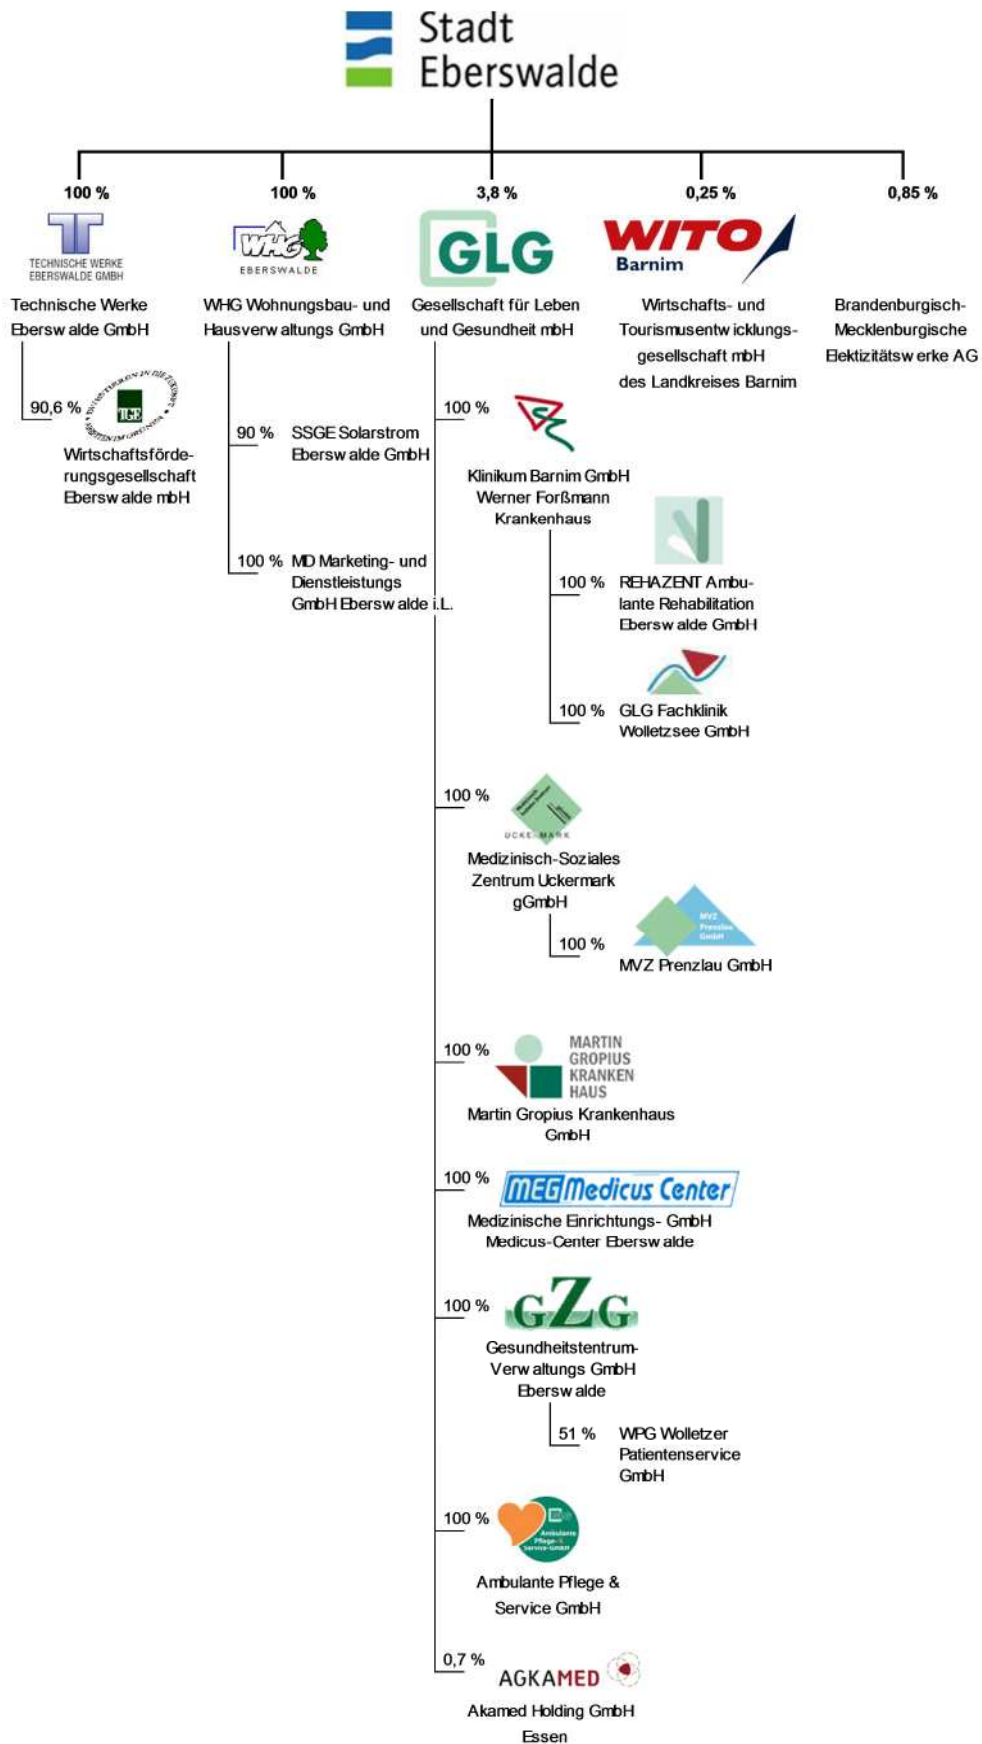 Stadt
Eberswalde
100 %
100 %
3,8 %
0,25 %
0,85 %
TECHNISCHE WERKE
EBERSWALDE GMBH
WHG
EBERSWALDE
GLG
WITO
Barnim
Technische Werke
Eberswalde GmbH
WHG Wohnungsbau- und
Hausverwaltungs GmbH
Gesellschaft für Leben
und Gesundheit mbH
Wirtschafts- und
Tourismusentwicklungs-
gesellschaft mbH
des Landkreises Barnim
Brandenburgisch-
Mecklenburgische
Elektizitätswerke AG
90,6 %
TGE
Wirtschaftsförde-
rungsgesellschaft
Eberswalde mbH
90 %
SSGE Solarstrom
Eberswalde GmbH
100 %
MD Marketing- und
Dienstleistungs
GmbH Eberswalde i.L.
100 %
Klinikum Barnim GmbH
Werner Forßmann
Krankenhaus
100 %
REHAZENT Ambu-
lante Rehabilitation
Eberswalde GmbH
100 %
GLG Fachklinik
Wolletzsee GmbH
100 %
UCKERMARK
Medizinisch-Soziales
Zentrum Uckermark
gGmbH
100 %
MVZ
Prenzlau
GmbH
MVZ Prenzlau GmbH
100 %
MARTIN
GROPIUS
KRANKEN
HAUS
Martin Gropius Krankenhaus
GmbH
100 %
MEG Medicus Center
Medizinische Einrichtungs- GmbH
Medicus-Center Eberswalde
100 %
GZG
Gesundheitstentrum-
Verwaltungs GmbH
Eberswalde
51 %
WPG Wolletzer
Patientenservice
GmbH
100 %
Ambulante
Pflege-&
Service-GmbH
Ambulante Pflege &
Service GmbH
0,7 %
AGKAMED
Akamed Holding GmbH
Essen